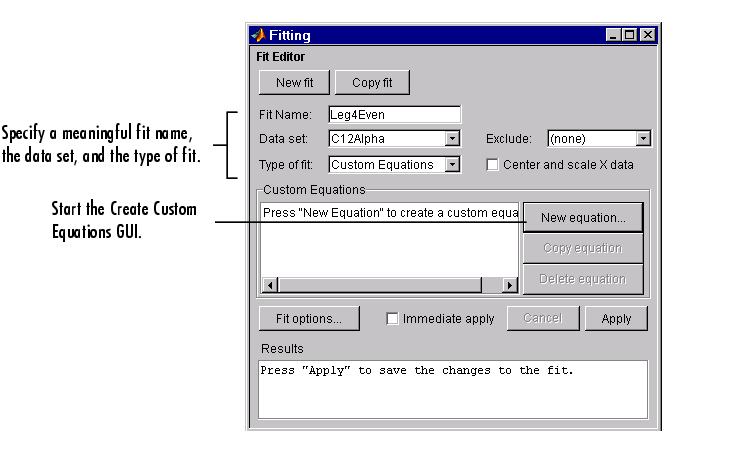 Fitting
Fit Editor
New fit Copy fit
Fit Name: Leg4Even
Specify a meaningful fit name,
the data set, and the type of fit.
Data set: C12Alpha Exclude: (none)
Type of fit: Custom Equations Center and scale X data
Custom Equations
Start the Create Custom
Equations GUI.
Press "New Equation" to create a custom equa
New equation...
Copy equation
Delete equation
Fit options... Immediate apply Cancel Apply
Results
Press "Apply" to save the changes to the fit.